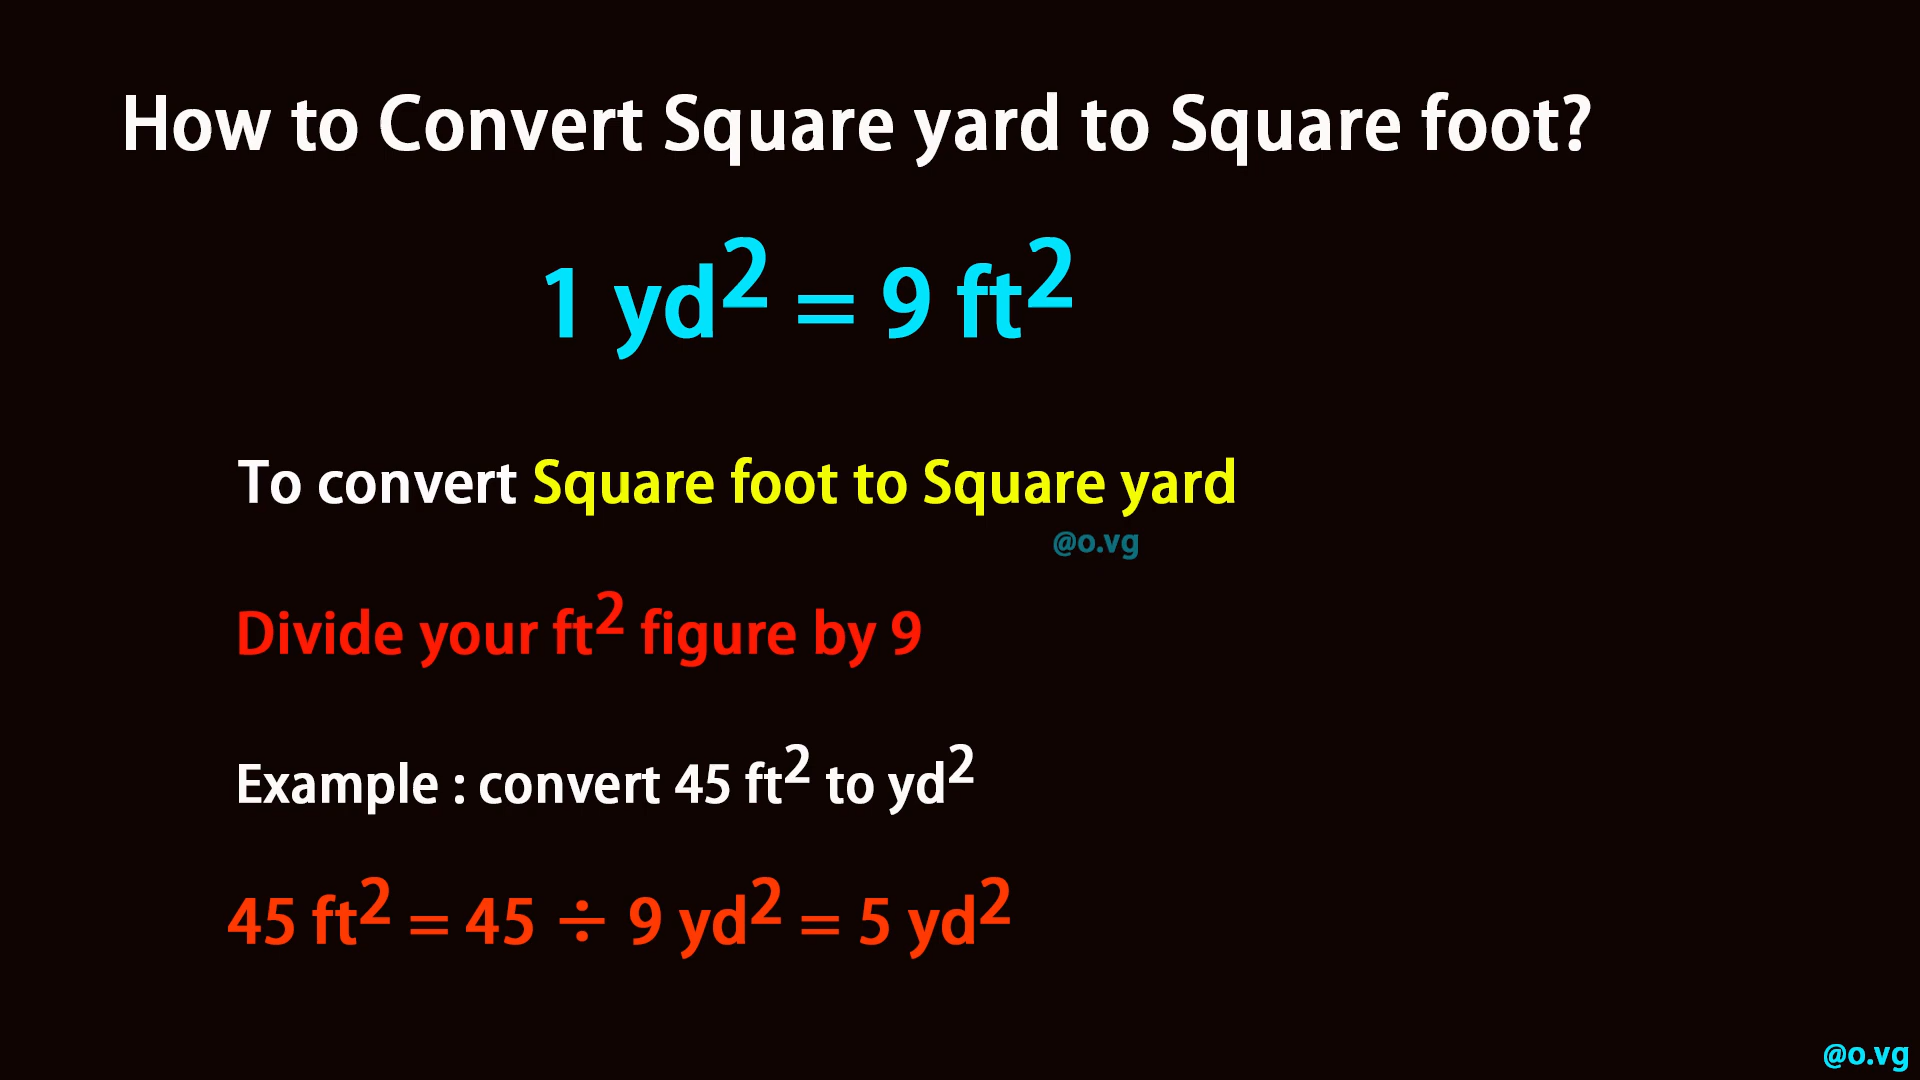 How to Convert Square yard to Square foot?
1 yd² = 9 ft²
To convert Square foot to Square yard
@o.vg
Divide your ft² figure by 9
Example : convert 45 ft² to yd²
45 ft² = 45 ÷ 9 yd² = 5 yd²
@o.vg